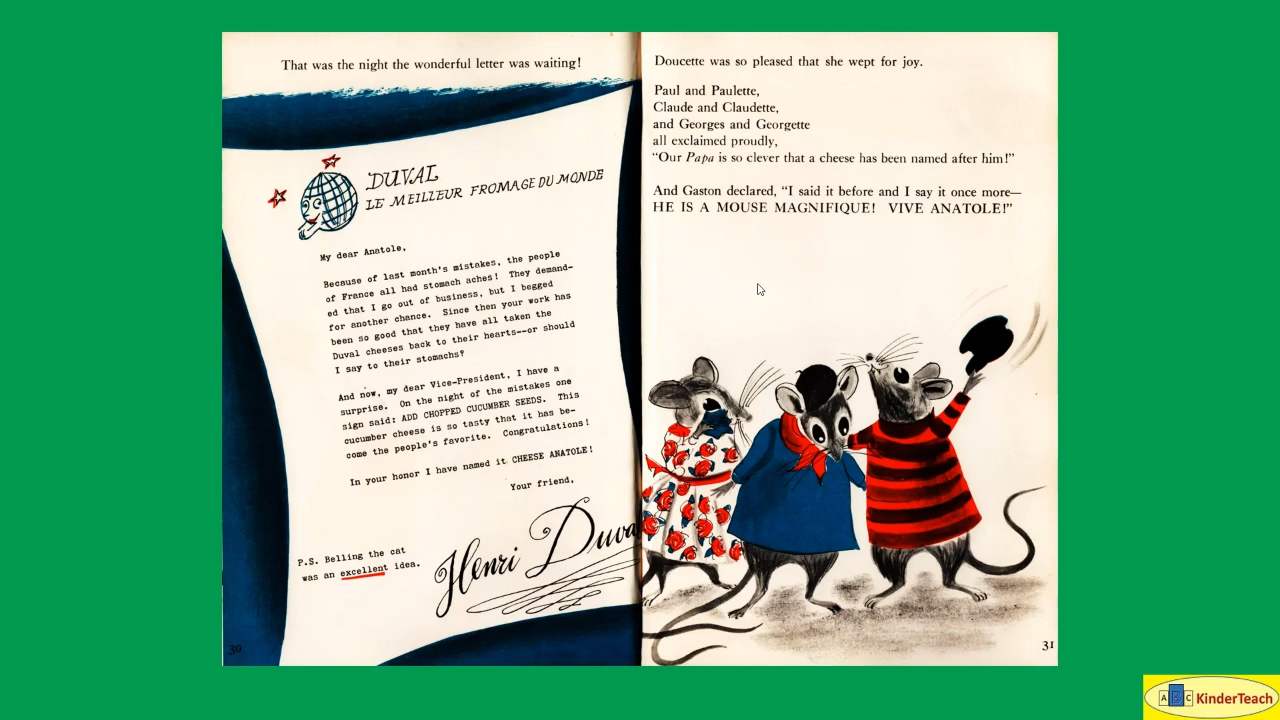 That was the night the wonderful letter was waiting!
DUVAL
LE MEILLEUR FROMAGE DU MONDE
My dear Anatole,
Because of last month's mistakes, the people
of France all had stomach aches! They demand-
ed that I go out of business, but I begged
for another chance. Since then your work has
been so good that they have all taken the
Duval cheeses back to their hearts--or should
I say to their stomachs?
And now, my dear Vice-President, I have a
surprise. On the night of the mistakes one
sign said: ADD CHOPPED CUCUMBER SEEDS. This
cucumber cheese is so tasty that it has be-
come the people's favorite. Congratulations!
In your honor I have named it CHEESE ANATOLE!
Your friend,
Henri Duva
P.S. Belling the cat
was an excellent idea.
30
Doucette was so pleased that she wept for joy.
Paul and Paulette,
Claude and Claudette,
and Georges and Georgette
all exclaimed proudly,
“Our Papa is so clever that a cheese has been named after him!”
And Gaston declared, “I said it before and I say it once more—
HE IS A MOUSE MAGNIFIQUE! VIVE ANATOLE!”
31
ABC KinderTeach